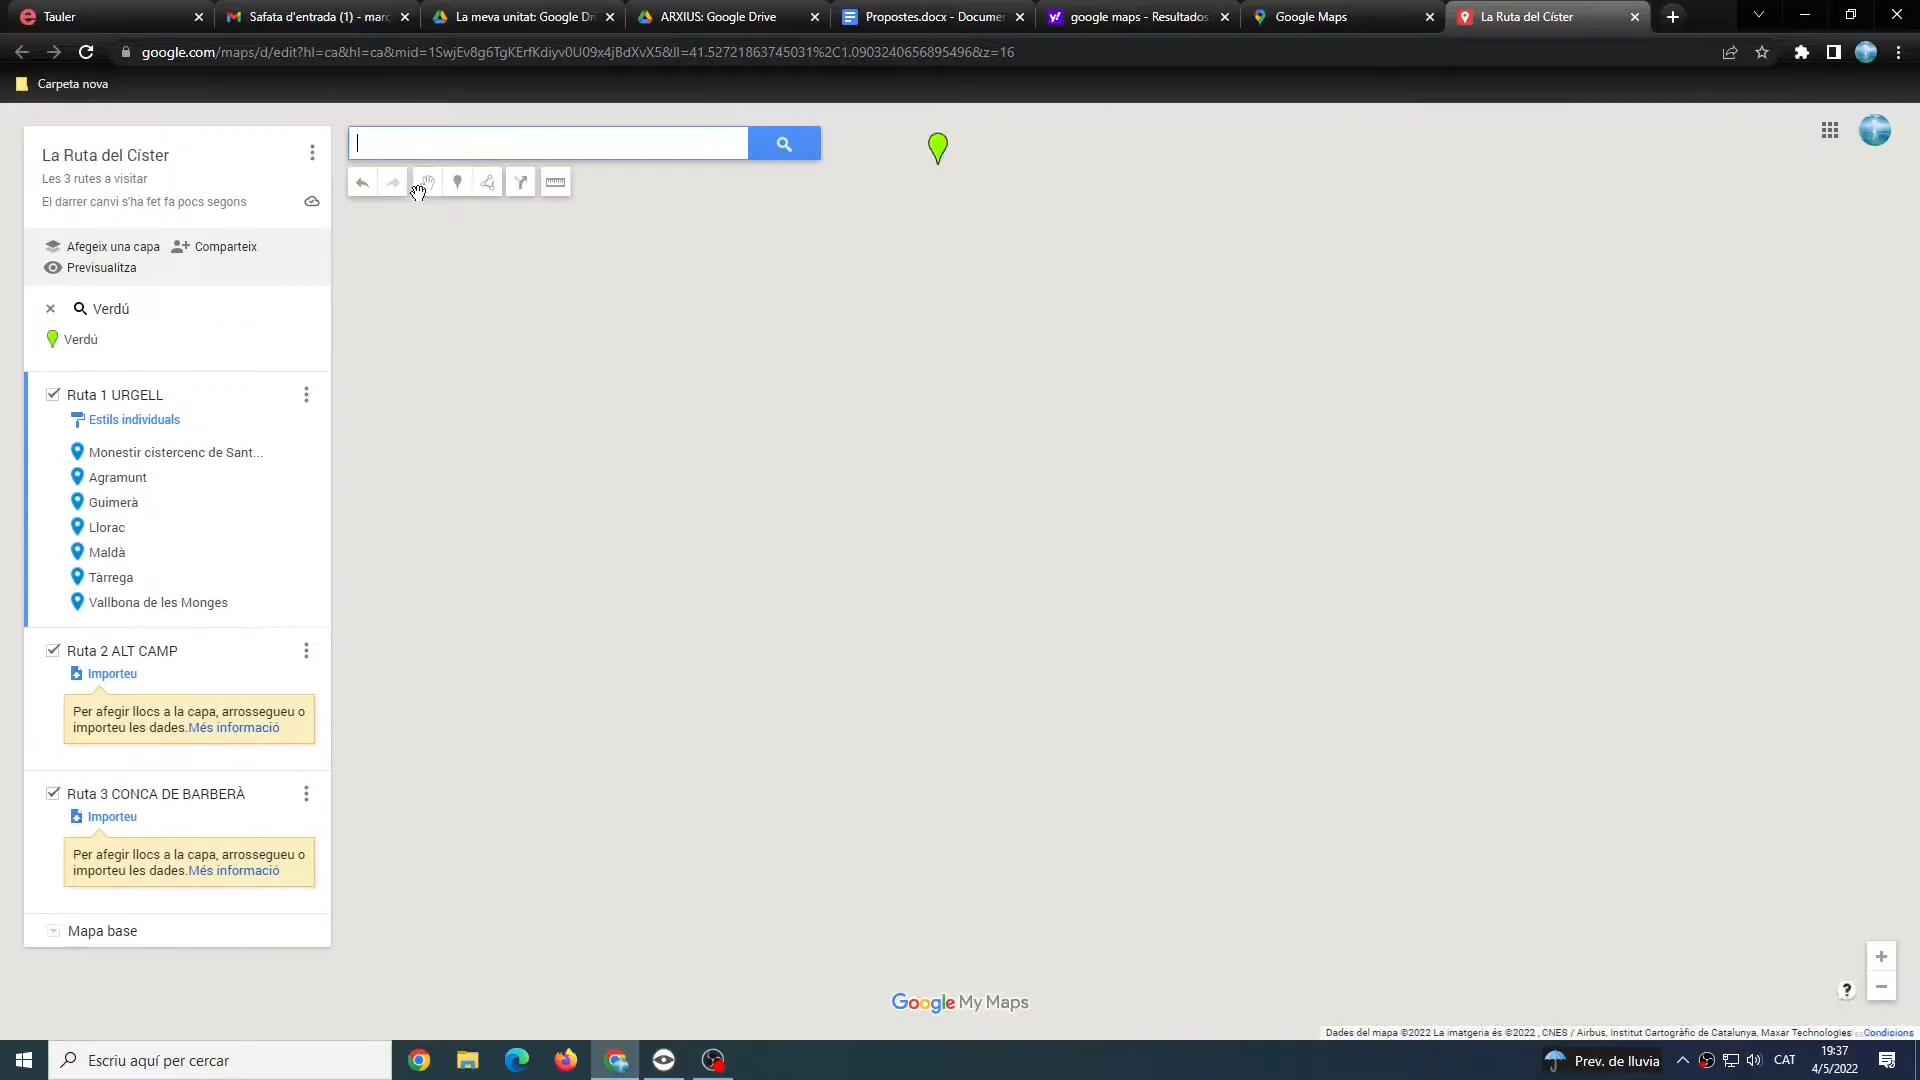 Tauler
Safata d'entrada (1) - marc
La meva unitat: Google Dri
ARXIUS: Google Drive
Propostes.docx - Documen
google maps - Resultados
Google Maps
La Ruta del Císter
google.com/maps/d/edit?hl=ca&hl=ca&mid=1SwjEv8g6TgKErfKdiyv0U09x4jBdXvX5&ll=41.52721863745031%2C1.0903240656895496&z=16
Carpeta nova
La Ruta del Císter
Les 3 rutes a visitar
El darrer canvi s'ha fet fa pocs segons
Afegeix una capa
Comparteix
Previsualitza
Verdú
Verdú
Ruta 1 URGELL
Estils individuals
Monestir cistercenc de Sant...
Agramunt
Guimerà
Llorac
Maldà
Tàrrega
Vallbona de les Monges
Ruta 2 ALT CAMP
Importeu
Per afegir llocs a la capa, arrossegueu o
importeu les dades.Més informació
Ruta 3 CONCA DE BARBERÀ
Importeu
Per afegir llocs a la capa, arrossegueu o
importeu les dades.Més informació
Mapa base
Google My Maps
Dades del mapa ©2022 La imatgeria és ©2022 , CNES / Airbus, Institut Cartogràfic de Catalunya, Maxar Technologies
Condicions
Escriu aquí per cercar
Prev. de lluvia
CAT
19:37
4/5/2022